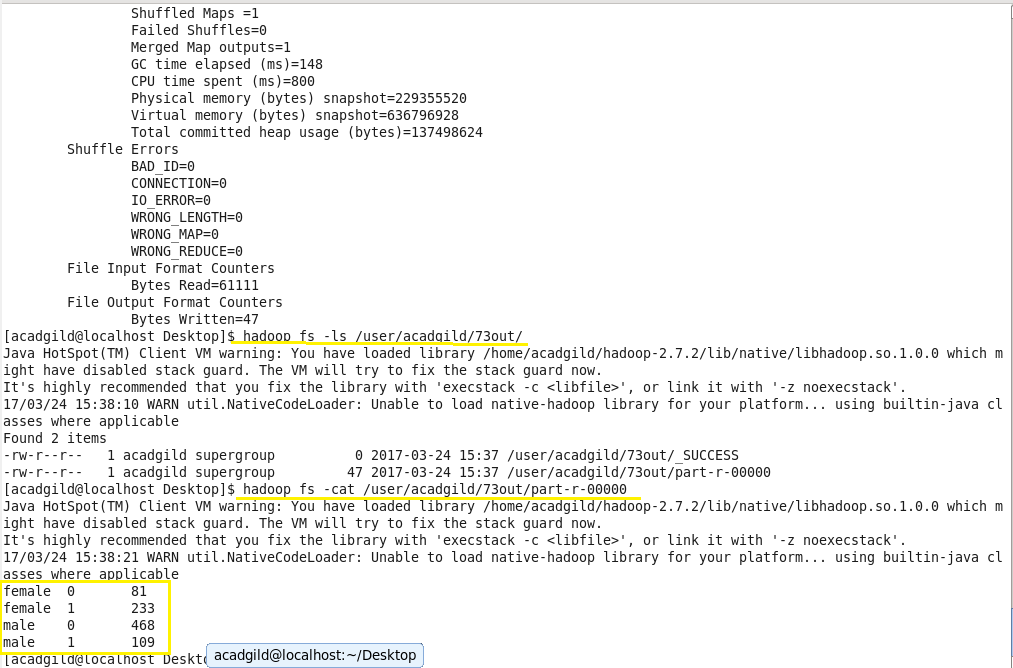 Shuffled Maps =1
Failed Shuffles=0
Merged Map outputs=1
GC time elapsed (ms)=148
CPU time spent (ms)=800
Physical memory (bytes) snapshot=229355520
Virtual memory (bytes) snapshot=636796928
Total committed heap usage (bytes)=137498624
Shuffle Errors
BAD_ID=0
CONNECTION=0
IO_ERROR=0
WRONG_LENGTH=0
WRONG_MAP=0
WRONG_REDUCE=0
File Input Format Counters
Bytes Read=61111
File Output Format Counters
Bytes Written=47
[acadgild@localhost Desktop]$ hadoop fs -ls /user/acadgild/73out/
Java HotSpot(TM) Client VM warning: You have loaded library /home/acadgild/hadoop-2.7.2/lib/native/libhadoop.so.1.0.0 which m
ight have disabled stack guard. The VM will try to fix the stack guard now.
It's highly recommended that you fix the library with 'execstack -c <libfile>', or link it with '-z noexecstack'.
17/03/24 15:38:10 WARN util.NativeCodeLoader: Unable to load native-hadoop library for your platform... using builtin-java cl
asses where applicable
Found 2 items
-rw-r--r--   1 acadgild supergroup          0 2017-03-24 15:37 /user/acadgild/73out/_SUCCESS
-rw-r--r--   1 acadgild supergroup         47 2017-03-24 15:37 /user/acadgild/73out/part-r-00000
[acadgild@localhost Desktop]$ hadoop fs -cat /user/acadgild/73out/part-r-00000
Java HotSpot(TM) Client VM warning: You have loaded library /home/acadgild/hadoop-2.7.2/lib/native/libhadoop.so.1.0.0 which m
ight have disabled stack guard. The VM will try to fix the stack guard now.
It's highly recommended that you fix the library with 'execstack -c <libfile>', or link it with '-z noexecstack'.
17/03/24 15:38:21 WARN util.NativeCodeLoader: Unable to load native-hadoop library for your platform... using builtin-java cl
asses where applicable
female  0       81
female  1       233
male    0       468
male    1       109
[acadgild@localhost Deskto
acadgild@localhost:~/Desktop